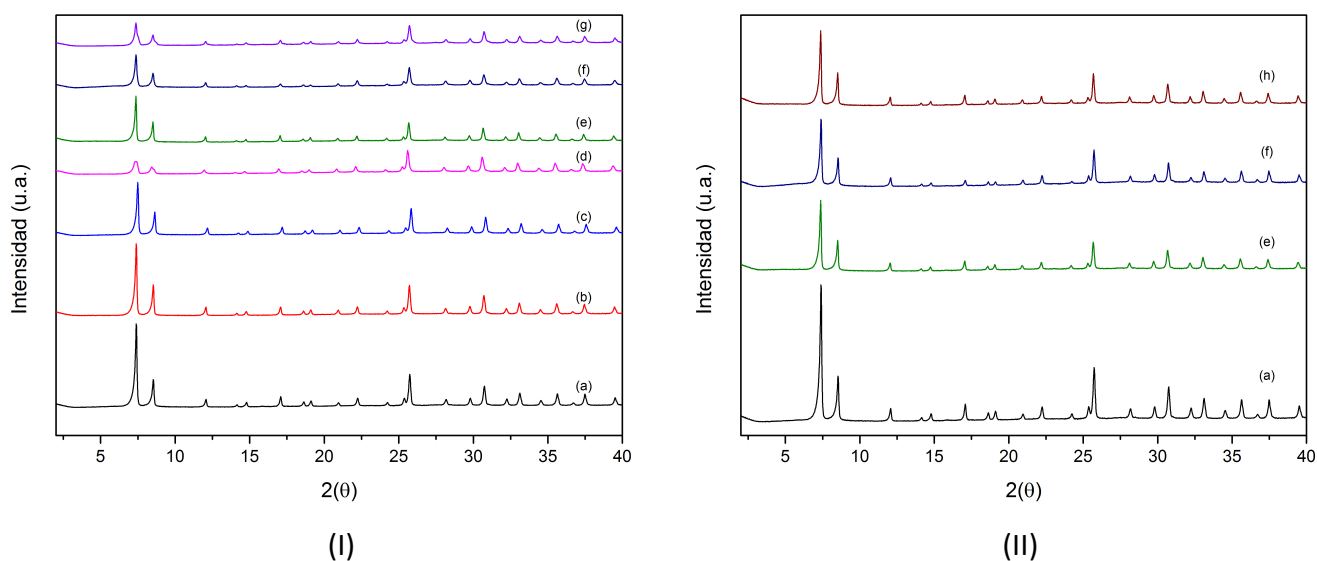 Intensidad (u.a.)
(g)
(f)
(e)
(d)
(c)
(b)
(a)
5 10 15 20 25 30 35 40
2(θ)
(I)
Intensidad (u.a.)
(h)
(f)
(e)
(a)
5 10 15 20 25 30 35 40
2(θ)
(II)